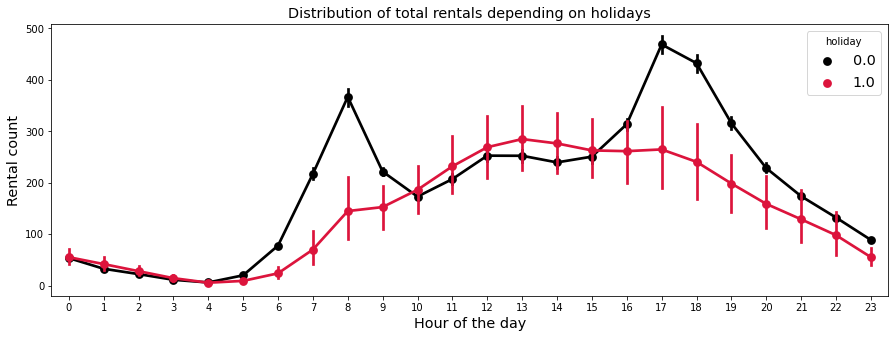 Distribution of total rentals depending on holidays
Rental count
500
400
300
200
100
0
holiday
0.0
1.0
0 1 2 3 4 5 6 7 8 9 10 11 12 13 14 15 16 17 18 19 20 21 22 23
Hour of the day